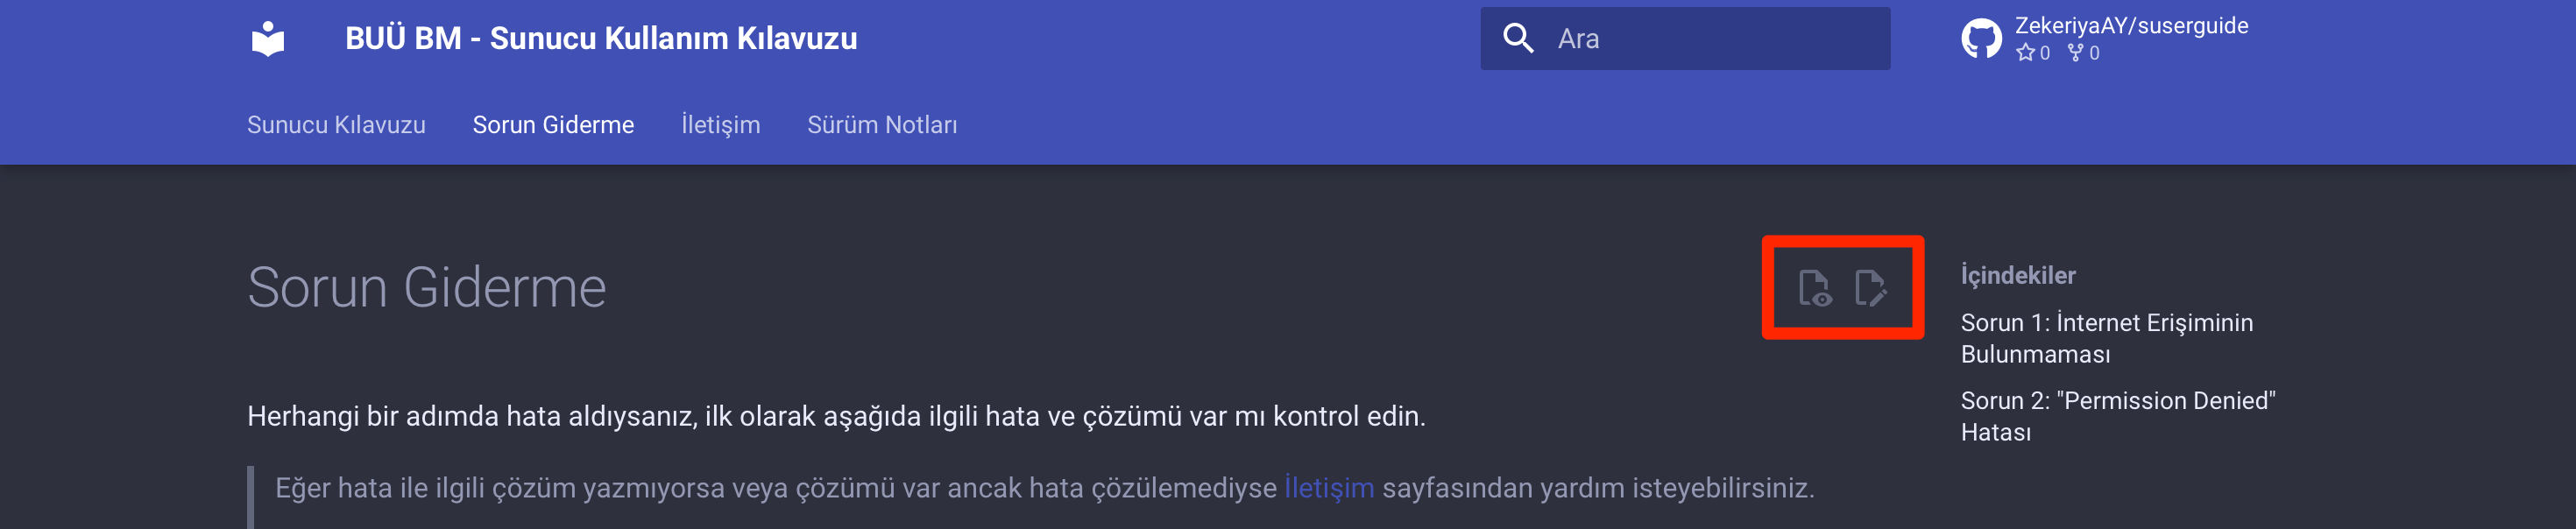 BUÜ BM - Sunucu Kullanım Kılavuzu
Ara
ZekeriyaAY/suserguide
0 0
Sunucu Kılavuzu Sorun Giderme İletişim Sürüm Notları
Sorun Giderme
İçindekiler
Sorun 1: İnternet Erişiminin
Bulunmaması
Sorun 2: "Permission Denied"
Hatası
Herhangi bir adımda hata aldıysanız, ilk olarak aşağıda ilgili hata ve çözümü var mı kontrol edin.
Eğer hata ile ilgili çözüm yazmıyorsa veya çözümü var ancak hata çözülemediyse İletişim sayfasından yardım isteyebilirsiniz.